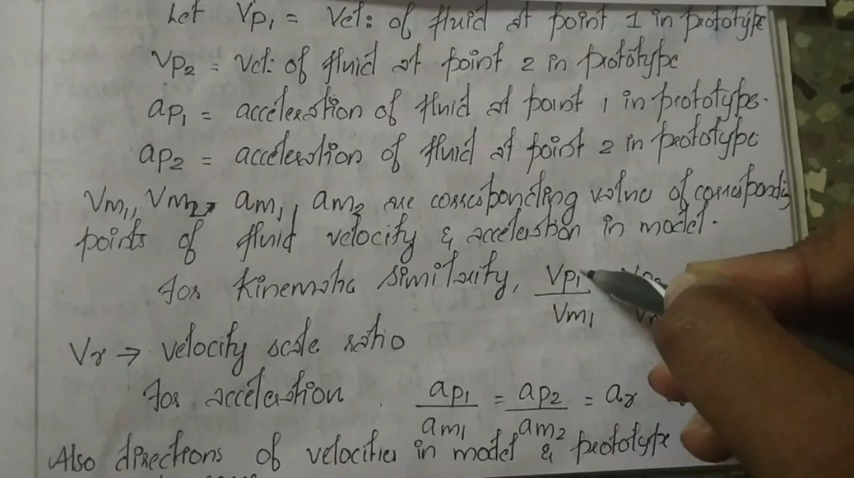 Let Vp1 = Vel: of fluid at point 1 in prototype
Vp2 = Vel: of fluid at point 2 in prototype
ap1 = acceleration of fluid at point 1 in prototype.
ap2 = acceleration of fluid at point 2 in prototype
Vm1, Vm2, am1, am2 are corresponding value of corresponding
points of fluid velocity & acceleration in model.
For Kinematic Similarity, Vp1/Vm1
Vr → velocity scale ratio
For acceleration ap1/am1 = ap2/am2 = ar
Also directions of velocities in model & prototype